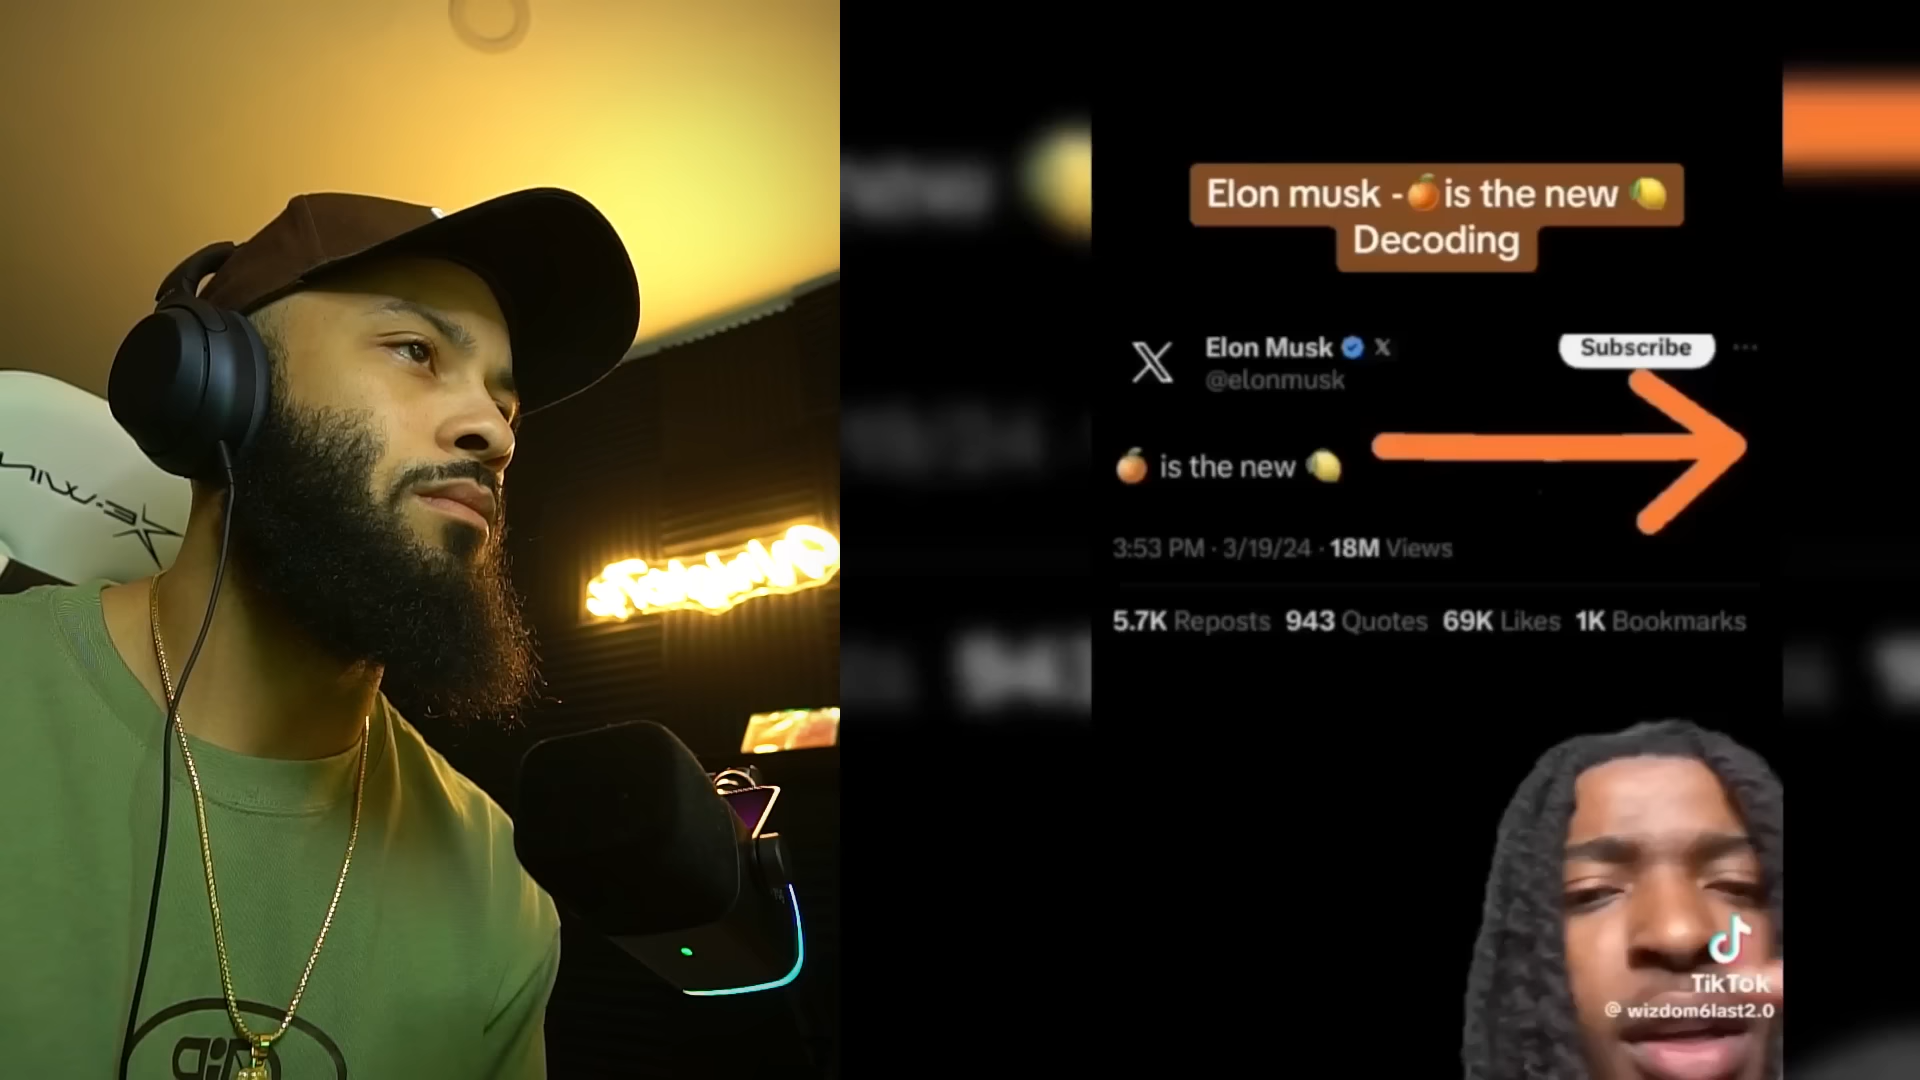 Elon musk -🍊is the new 🍋
Decoding
Elon Musk
@elonmusk
Subscribe
🍊 is the new 🍋
3:53 PM · 3/19/24 · 18M Views
5.7K Reposts 943 Quotes 69K Likes 1K Bookmarks
TikTok
@ wizdom6last2.0